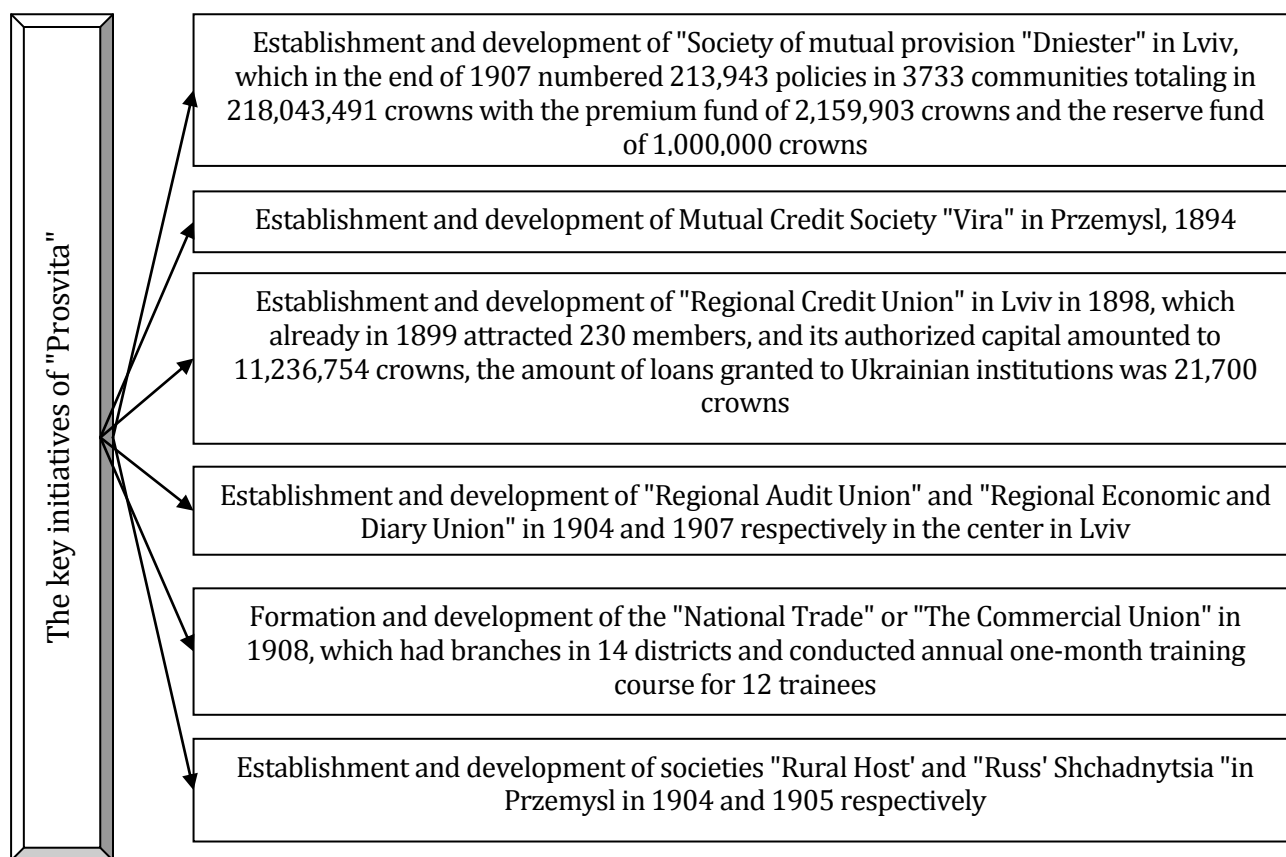 The key initiatives of "Prosvita"
Establishment and development of "Society of mutual provision "Dniester" in Lviv,
which in the end of 1907 numbered 213,943 policies in 3733 communities totaling in
218,043,491 crowns with the premium fund of 2,159,903 crowns and the reserve fund
of 1,000,000 crowns
Establishment and development of Mutual Credit Society "Vira" in Przemysl, 1894
Establishment and development of "Regional Credit Union" in Lviv in 1898, which
already in 1899 attracted 230 members, and its authorized capital amounted to
11,236,754 crowns, the amount of loans granted to Ukrainian institutions was 21,700
crowns
Establishment and development of "Regional Audit Union" and "Regional Economic and
Diary Union" in 1904 and 1907 respectively in the center in Lviv
Formation and development of the "National Trade" or "The Commercial Union" in
1908, which had branches in 14 districts and conducted annual one-month training
course for 12 trainees
Establishment and development of societies "Rural Host' and "Russ' Shchadnytsia "in
Przemysl in 1904 and 1905 respectively